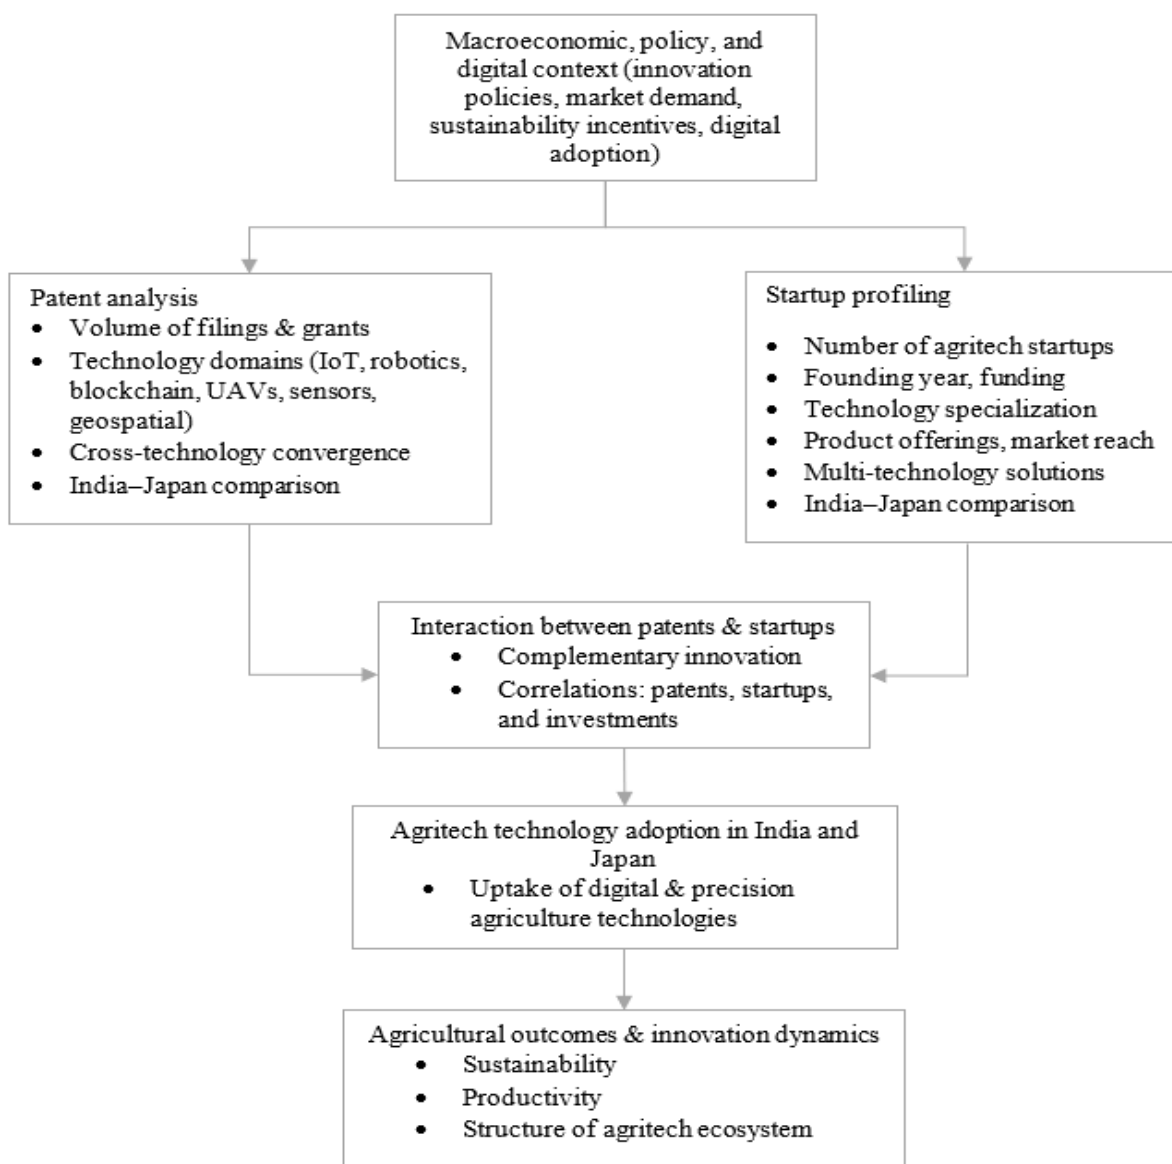 Macroeconomic, policy, and
digital context (innovation
policies, market demand,
sustainability incentives, digital
adoption)
Patent analysis
• Volume of filings & grants
• Technology domains (IoT, robotics,
blockchain, UAVs, sensors,
geospatial)
• Cross-technology convergence
• India–Japan comparison
Startup profiling
• Number of agritech startups
• Founding year, funding
• Technology specialization
• Product offerings, market reach
• Multi-technology solutions
• India–Japan comparison
Interaction between patents & startups
• Complementary innovation
• Correlations: patents, startups,
and investments
Agritech technology adoption in India and
Japan
• Uptake of digital & precision
agriculture technologies
Agricultural outcomes & innovation dynamics
• Sustainability
• Productivity
• Structure of agritech ecosystem